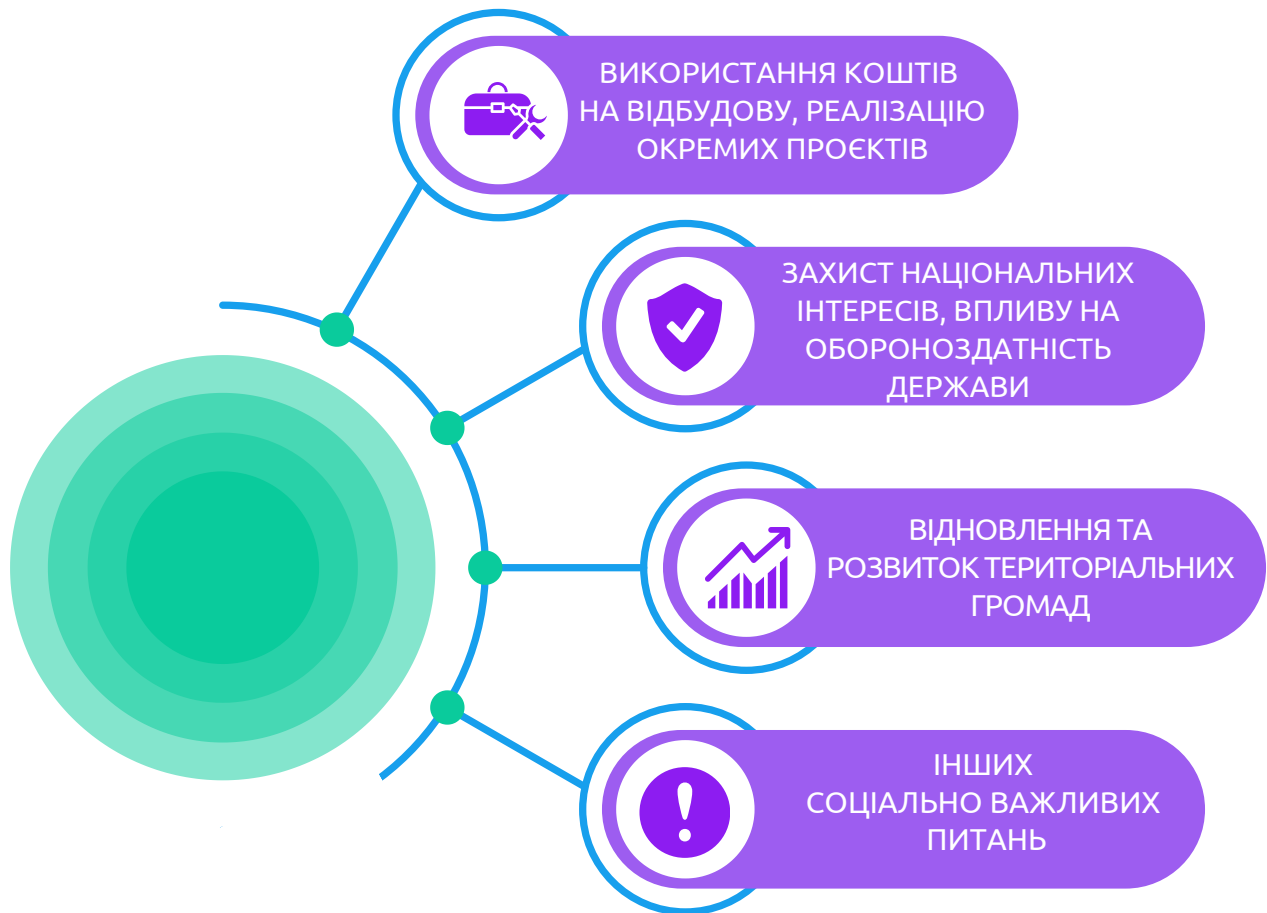 ВИКОРИСТАННЯ КОШТІВ
НА ВІДБУДОВУ, РЕАЛІЗАЦІЮ
ОКРЕМИХ ПРОЄКТІВ
ЗАХИСТ НАЦІОНАЛЬНИХ
ІНТЕРЕСІВ, ВПЛИВУ НА
ОБОРОНОЗДАТНІСТЬ
ДЕРЖАВИ
ВІДНОВЛЕННЯ ТА
РОЗВИТОК ТЕРИТОРІАЛЬНИХ
ГРОМАД
ІНШИХ
СОЦІАЛЬНО ВАЖЛИВИХ
ПИТАНЬ